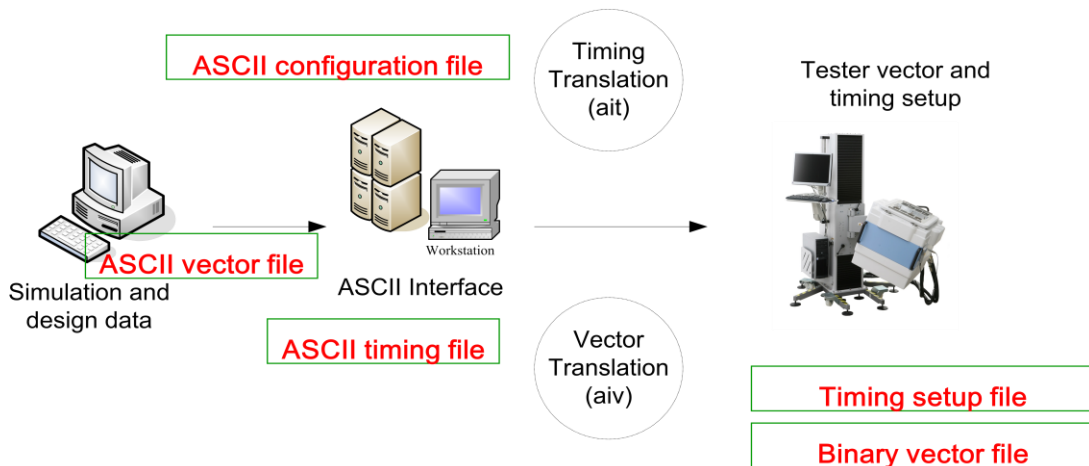 ASCII configuration file
Timing
Translation
(ait)
Tester vector and
timing setup
Workstation
ASCII vector file
ASCII Interface
Simulation and
design data
ASCII timing file
Vector
Translation
(aiv)
Timing setup file
Binary vector file